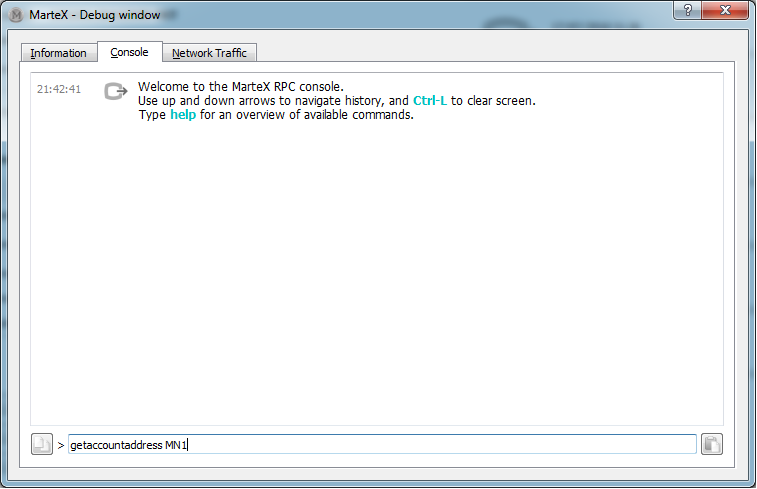 MarteX - Debug window
Information Console Network Traffic
21:42:41 Welcome to the MarteX RPC console.
Use up and down arrows to navigate history, and Ctrl-L to clear screen.
Type help for an overview of available commands.
> getaccountaddress MN1